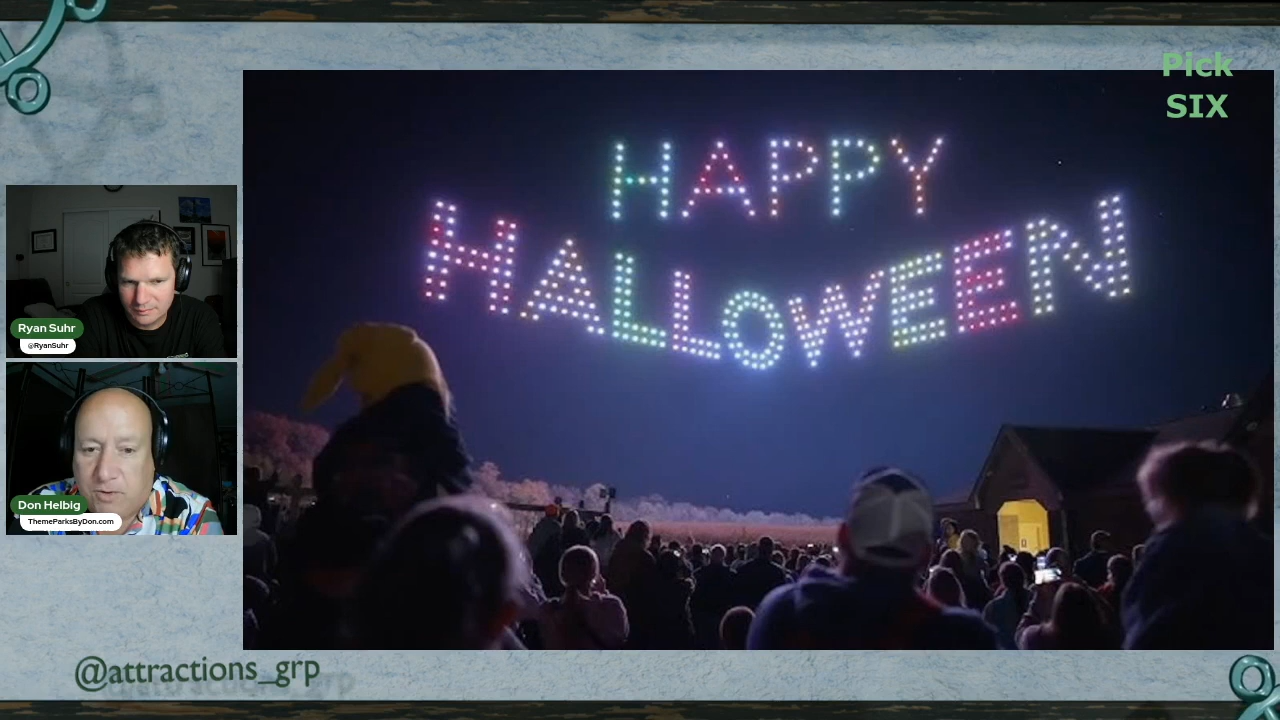 Pick
SIX
HAPPY
HALLOWEEN
Ryan Suhr
@RyanSuhr
Don Helbig
ThemeParksByDon.com
@attractions_grp